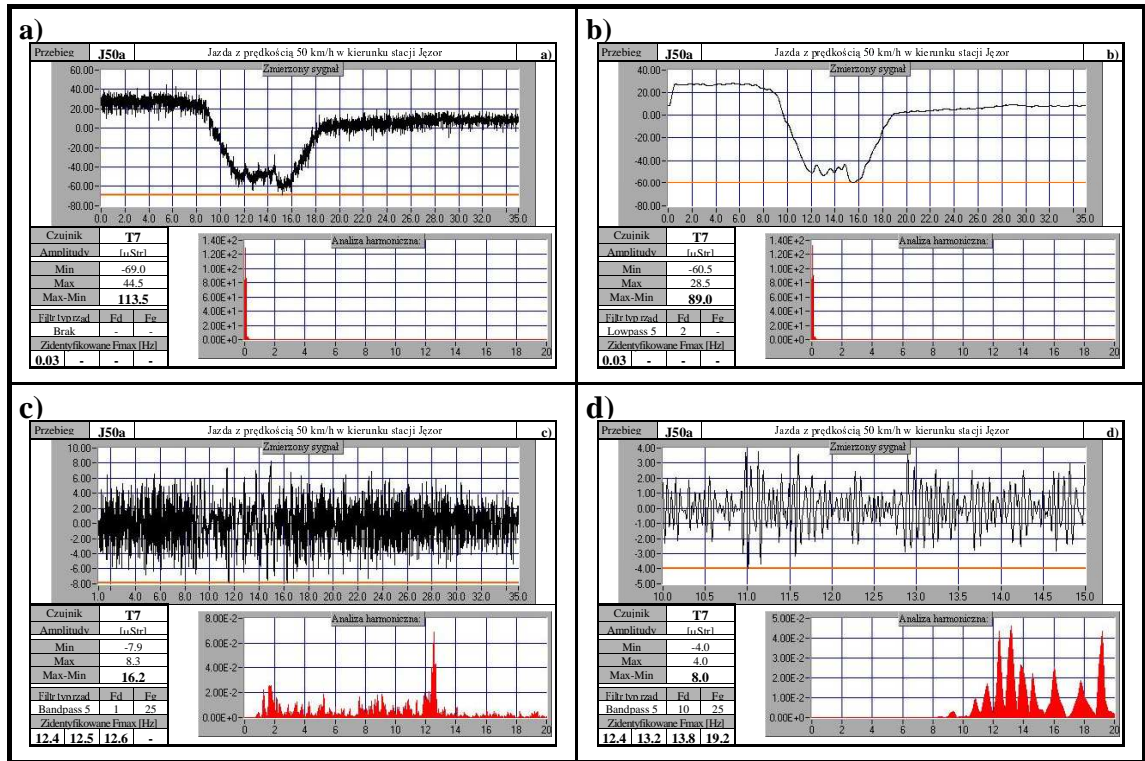 a)
Przebieg J50a Jazda z prędkością 50 km/h w kierunku stacji Jęzor a)
Zmierzony sygnał
60.00
40.00
20.00
0.00
-20.00
-40.00
-60.00
-80.00
0.0 2.0 4.0 6.0 8.0 10.0 12.0 14.0 16.0 18.0 20.0 22.0 24.0 26.0 28.0 30.0 32.0 35.0
Czujnik T7
Amplitudy [uStr]
Min -69.0
Max 44.5
Max-Min 113.5
Filtr typ rząd Fd Fg
Brak - -
Zidentyfikowane Fmax [Hz]
0.03 - - -
Analiza harmoniczna:
1.40E+2
1.20E+2
1.00E+2
8.00E+1
6.00E+1
4.00E+1
2.00E+1
0.00E+0
0 2 4 6 8 10 12 14 16 18 20
b)
Przebieg J50a Jazda z prędkością 50 km/h w kierunku stacji Jęzor b)
Zmierzony sygnał
40.00
20.00
0.00
-20.00
-40.00
-60.00
-80.00
0.0 2.0 4.0 6.0 8.0 10.0 12.0 14.0 16.0 18.0 20.0 22.0 24.0 26.0 28.0 30.0 32.0 35.0
Czujnik T7
Amplitudy [uStr]
Min -60.5
Max 28.5
Max-Min 89.0
Filtr typ rząd Fd Fg
Lowpass 5 2 -
Zidentyfikowane Fmax [Hz]
0.03 - - -
Analiza harmoniczna:
1.40E+2
1.20E+2
1.00E+2
8.00E+1
6.00E+1
4.00E+1
2.00E+1
0.00E+0
0 2 4 6 8 10 12 14 16 18 20
c)
Przebieg J50a Jazda z prędkością 50 km/h w kierunku stacji Jęzor c)
Zmierzony sygnał
10.00
8.00
6.00
4.00
2.00
0.00
-2.00
-4.00
-6.00
-8.00
1.0 4.0 6.0 8.0 10.0 12.0 14.0 16.0 18.0 20.0 22.0 24.0 26.0 28.0 30.0 32.0 35.0
Czujnik T7
Amplitudy [uStr]
Min -7.9
Max 8.3
Max-Min 16.2
Filtr typ rząd Fd Fg
Bandpass 5 1 25
Zidentyfikowane Fmax [Hz]
12.4 12.5 12.6 -
Analiza harmoniczna:
8.00E-2
6.00E-2
4.00E-2
2.00E-2
0.00E+0
0 2 4 6 8 10 12 14 16 18 20
d)
Przebieg J50a Jazda z prędkością 50 km/h w kierunku stacji Jęzor d)
Zmierzony sygnał
4.00
3.00
2.00
1.00
0.00
-1.00
-2.00
-3.00
-4.00
-5.00
10.0 10.5 11.0 11.5 12.0 12.5 13.0 13.5 14.0 14.5 15.0
Czujnik T7
Amplitudy [uStr]
Min -4.0
Max 4.0
Max-Min 8.0
Filtr typ rząd Fd Fg
Bandpass 5 10 25
Zidentyfikowane Fmax [Hz]
12.4 13.2 13.8 19.2
Analiza harmoniczna:
5.00E-2
4.00E-2
3.00E-2
2.00E-2
1.00E-2
0.00E+0
0 2 4 6 8 10 12 14 16 18 20